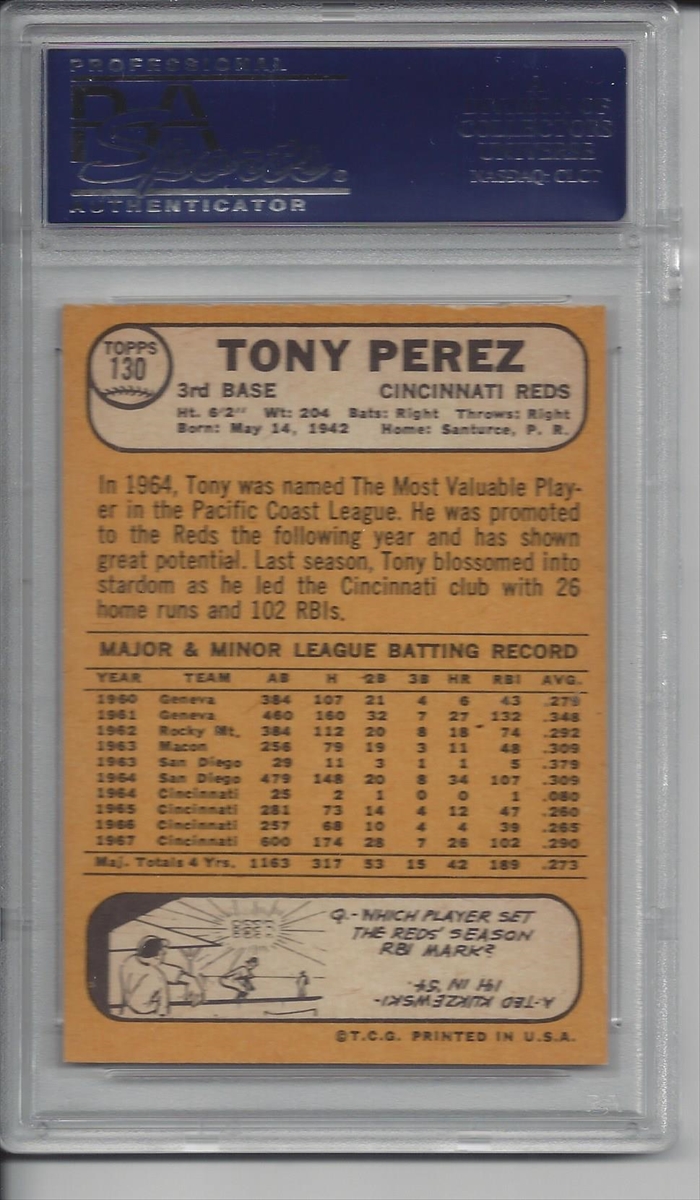 PROFESSIONAL
PSA
Sports®
AUTHENTICATOR
A
DIVISION OF
COLLECTORS
UNIVERSE
NASDAQ: CLCT
TOPPS
130
TONY PEREZ
3rd BASE CINCINNATI REDS
Ht. 6'2" Wt: 204 Bats: Right Throws: Right
Born: May 14, 1942 Home: Santurce, P. R.
In 1964, Tony was named The Most Valuable Play-
er in the Pacific Coast League. He was promoted
to the Reds the following year and has shown
great potential. Last season, Tony blossomed into
stardom as he led the Cincinnati club with 26
home runs and 102 RBIs.
MAJOR & MINOR LEAGUE BATTING RECORD
YEAR TEAM AB H 2B 3B HR RBI AVG.
1960 Geneva 384 107 21 4 6 43 .279
1961 Geneva 460 160 32 7 27 132 .348
1962 Rocky Mt. 384 112 20 8 18 74 .292
1963 Macon 256 79 19 3 11 48 .309
1963 San Diego 29 11 3 1 1 5 .379
1964 San Diego 479 148 20 8 34 107 .309
1964 Cincinnati 25 2 1 0 0 1 .080
1965 Cincinnati 281 73 14 4 12 47 .260
1966 Cincinnati 257 68 10 4 4 39 .265
1967 Cincinnati 600 174 28 7 26 102 .290
Maj. Totals 4 Yrs. 1163 317 53 15 42 189 .273
Q.-WHICH PLAYER SET
THE REDS' SEASON
RBI MARK?
A-TED KLUZEWSKI-
141 IN '54.
©T.C.G. PRINTED IN U.S.A.
PSA